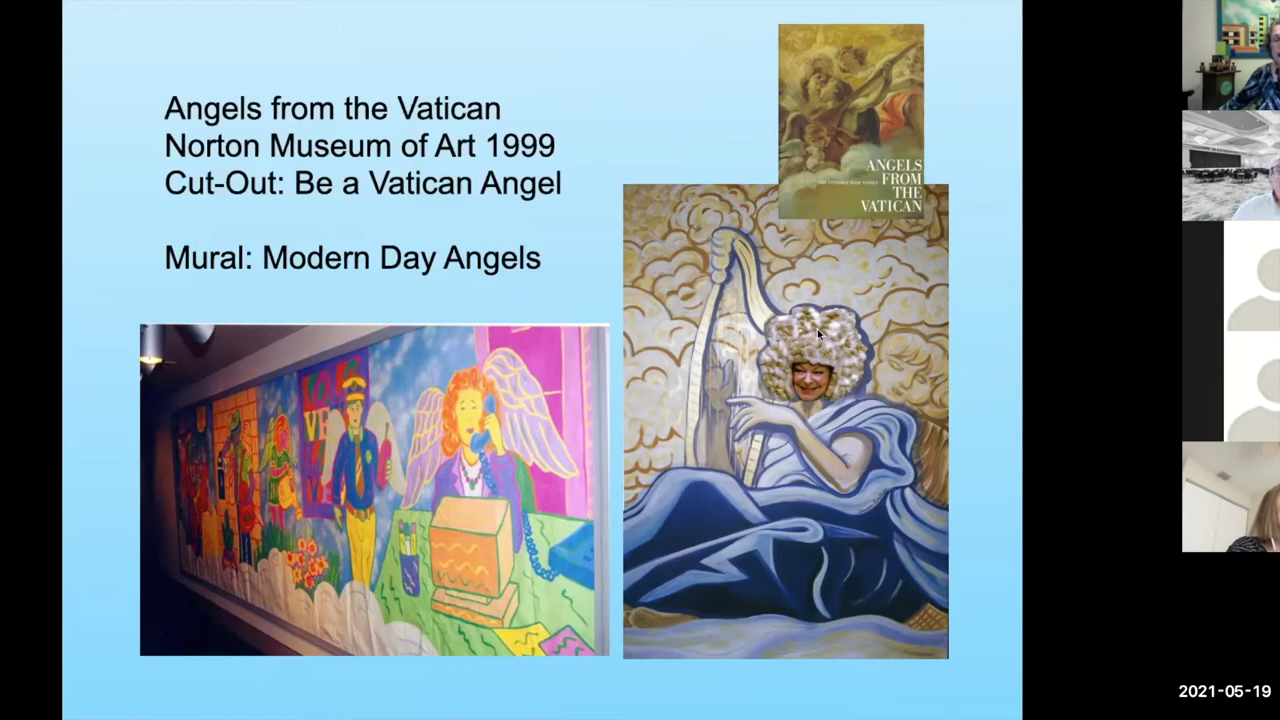 Angels from the Vatican
Norton Museum of Art 1999
Cut-Out: Be a Vatican Angel
Mural: Modern Day Angels
ANGELS
FROM
THE
VATICAN
LOVE
2021-05-19